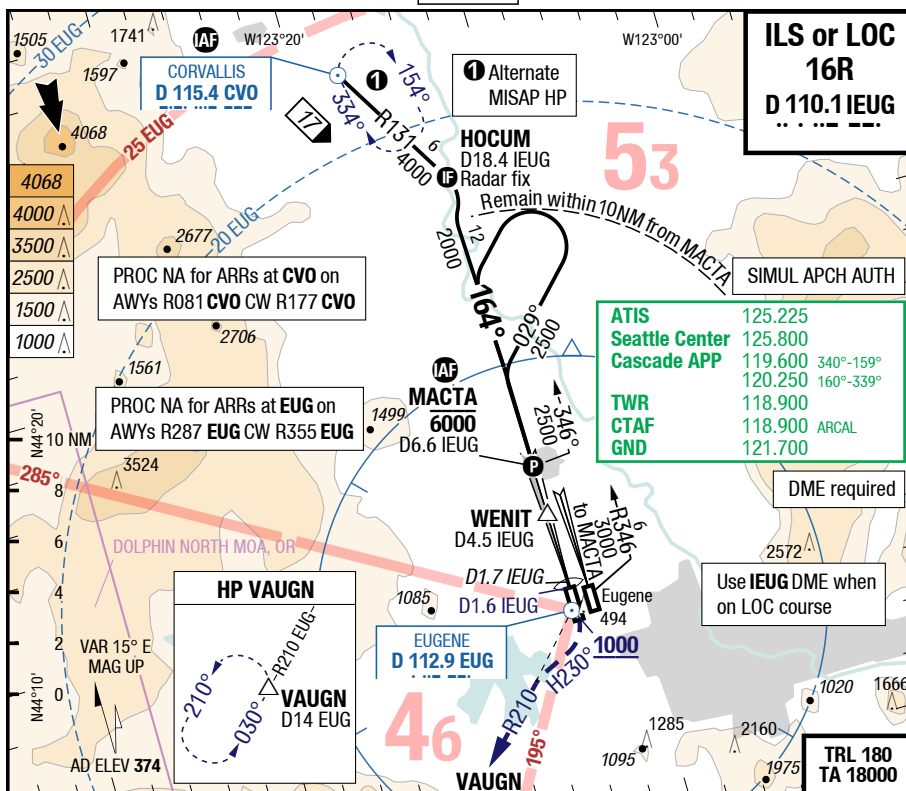 1505
1741
30 EUG
1597
IAF
W123°20'
W123°00'
ILS or LOC
16R
D 110.1 IEUG
CORVALLIS
D 115.4 CVO
1
154°
334°
17
1 Alternate
MISAP HP
4068
25 EUG
R131
6
4000
HOCUM
D18.4 IEUG
Radar fix
IF
53
4068
4000
3500
2500
1500
1000
20 EUG
2677
2706
Remain within 10NM from MACTA
12
2000
PROC NA for ARRs at CVO on
AWYs R081 CVO CW R177 CVO
SIMUL APCH AUTH
164°
029°
2500
ATIS 125.225
Seattle Center 125.800
Cascade APP 119.600 340°-159°
120.250 160°-339°
TWR 118.900
CTAF 118.900 ARCAL
GND 121.700
1561
IAF
MACTA
6000
D6.6 IEUG
PROC NA for ARRs at EUG on
AWYs R287 EUG CW R355 EUG
1499
N44°20'
10 NM
8
6
4
2
0
346°
2500
P
285°
3524
DME required
WENIT
D4.5 IEUG
R346
6
3000
to MACTA
2572
DOLPHIN NORTH MOA, OR
D1.7 IEUG
D1.6 IEUG
Eugene
494
Use IEUG DME when
on LOC course
HP VAUGN
R210 EUG
210°
030°
VAUGN
D14 EUG
1085
EUGENE
D 112.9 EUG
1000
H230°
R210
195°
VAUGN
46
VAR 15° E
MAG UP
N44°10'
AD ELEV 374
1020
1666
1285
2160
1095
1975
TRL 180
TA 18000